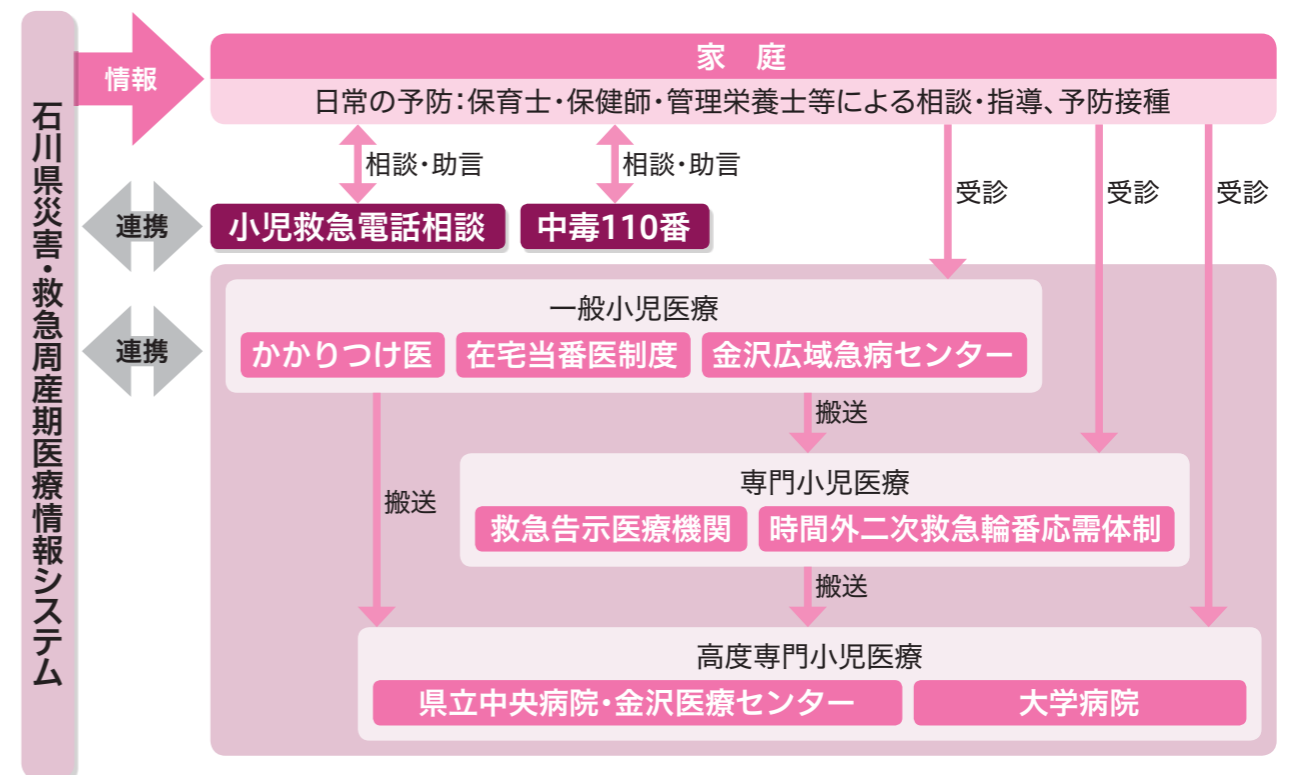 石川県災害・救急周産期医療情報システム
情報
家　庭
日常の予防：保育士・保健師・管理栄養士等による相談・指導、予防接種
相談・助言
相談・助言
受診
受診
受診
連携
小児救急電話相談
中毒110番
連携
一般小児医療
かかりつけ医
在宅当番医制度
金沢広域急病センター
搬送
搬送
専門小児医療
救急告示医療機関
時間外二次救急輪番応需体制
搬送
高度専門小児医療
県立中央病院・金沢医療センター
大学病院